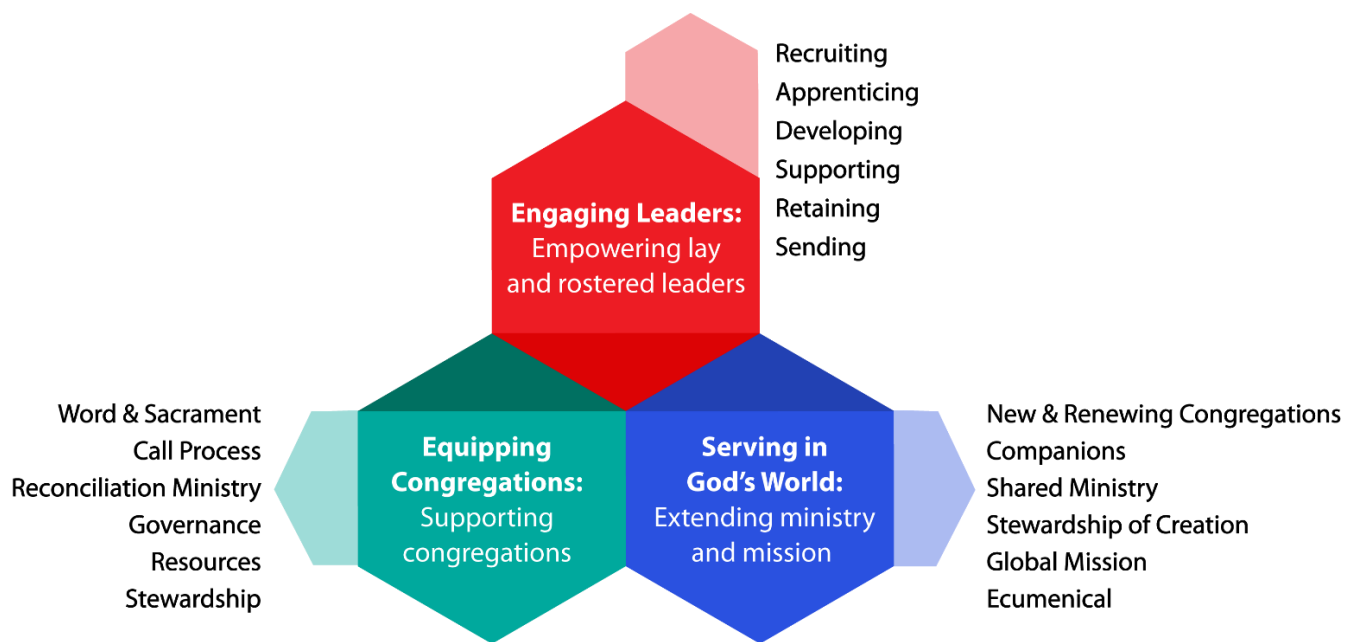 Recruiting
Apprenticing
Developing
Supporting
Retaining
Sending
Engaging Leaders:
Empowering lay
and rostered leaders
Word & Sacrament
Call Process
Reconciliation Ministry
Governance
Resources
Stewardship
Equipping
Congregations:
Supporting
congregations
Serving in
God’s World:
Extending ministry
and mission
New & Renewing Congregations
Companions
Shared Ministry
Stewardship of Creation
Global Mission
Ecumenical